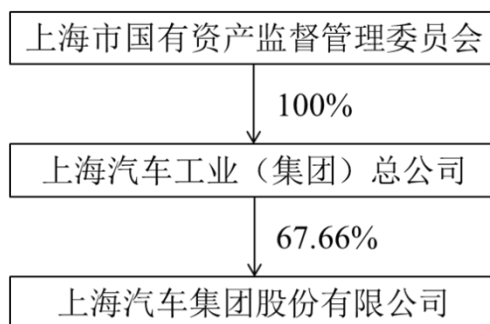 上海市国有资产监督管理委员会
100%
上海汽车工业（集团）总公司
67.66%
上海汽车集团股份有限公司